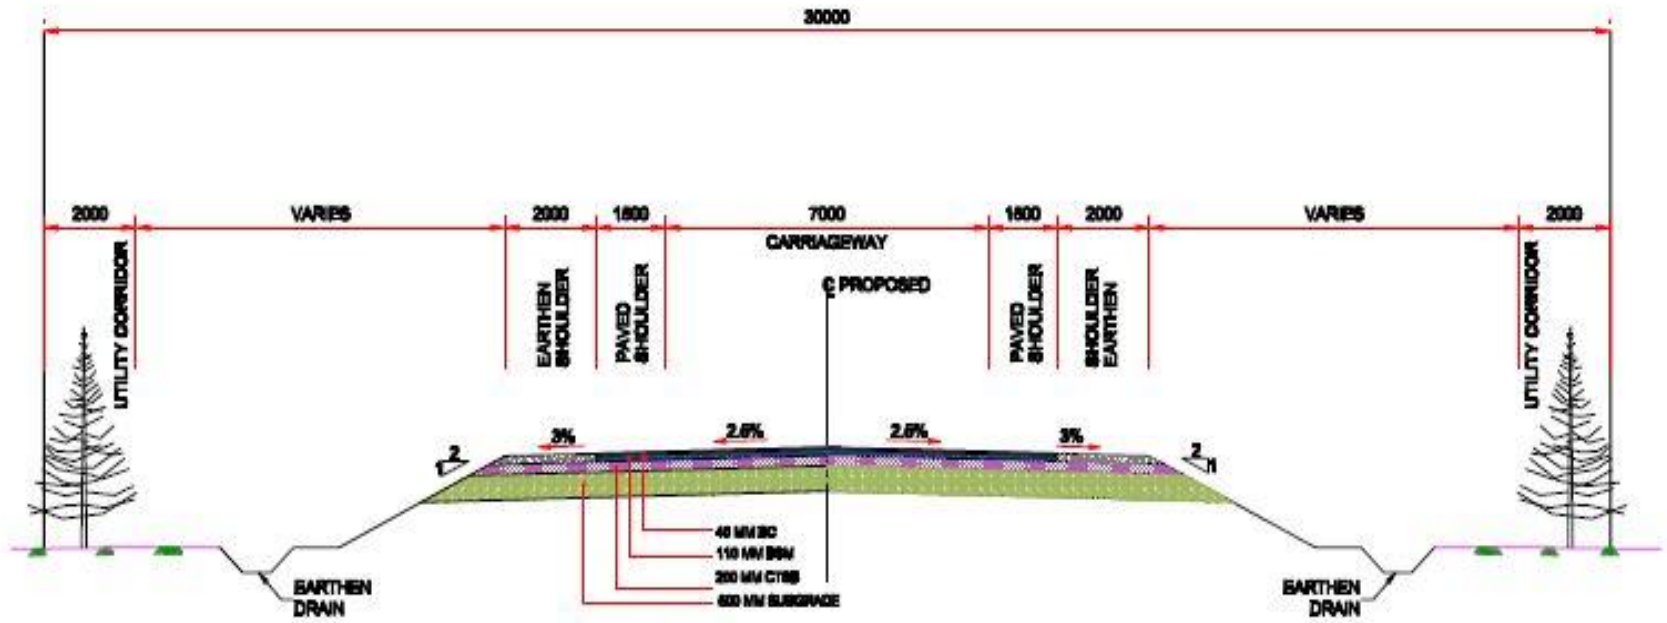 30000
2000 VARIES 2000 1500 7000 1500 2000 VARIES 2000
CARRIAGEWAY
UTILITY CORRIDOR
EARTHEN
SHOULDER
PAVED
SHOULDER
℄ PROPOSED
PAVED
SHOULDER
SHOULDER
EARTHEN
UTILITY CORRIDOR
3% 2.5% 2.5% 3%
2
1
2
1
40 MM BC
110 MM BSM
200 MM CTSB
500 MM SUBGRADE
EARTHEN
DRAIN
EARTHEN
DRAIN